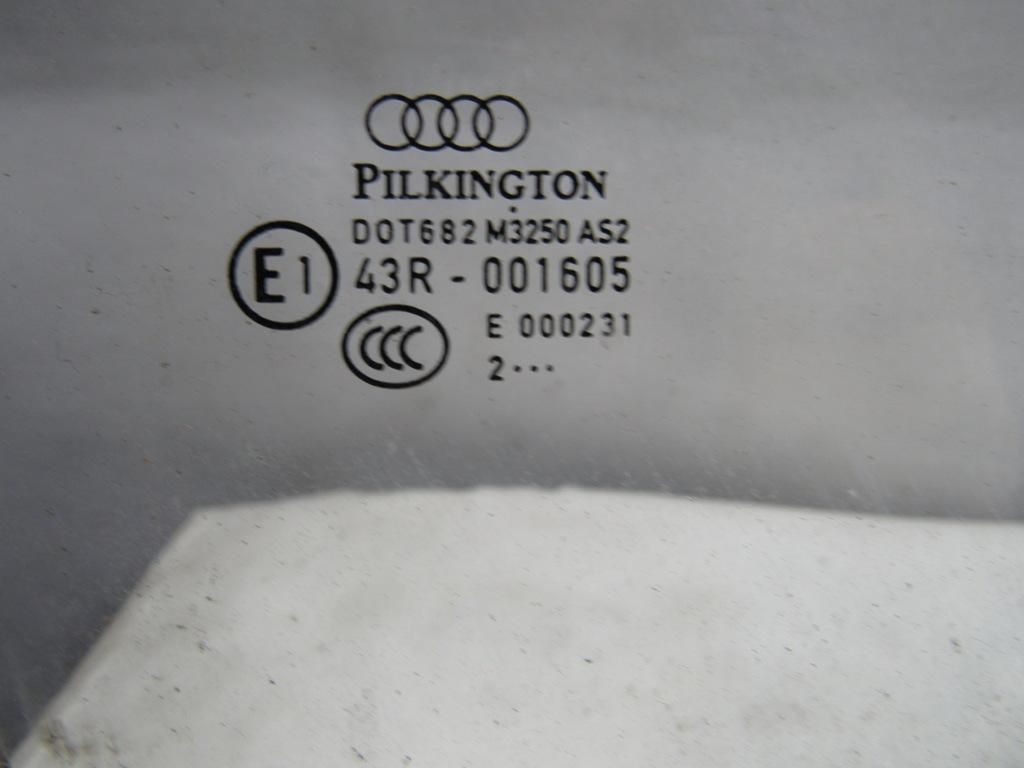 PILKINGTON
DOT682 M3250 AS2
E1 43R - 001605
CCC E 000231
2...